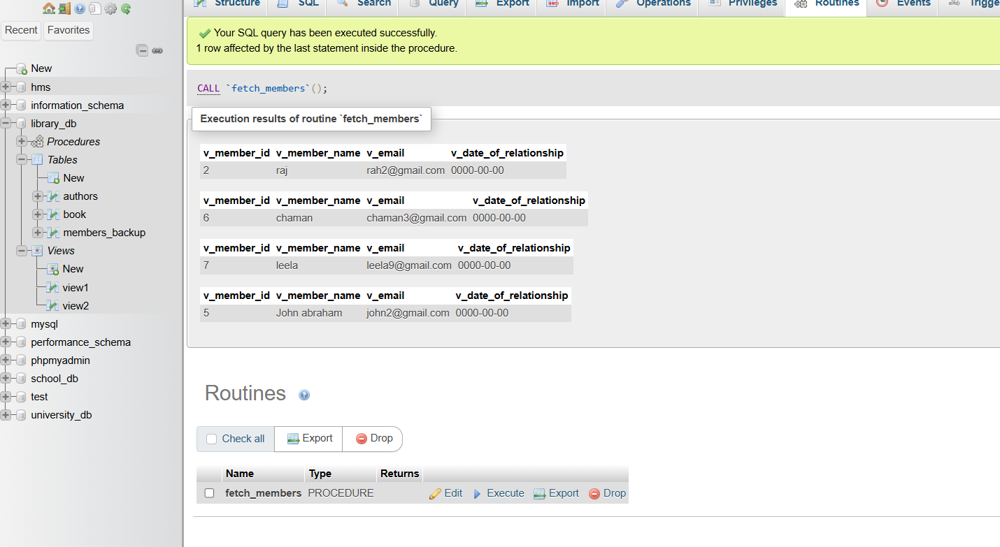 Structure SQL Search Query Export Import Operations Privileges Routines Events Trigge
Recent Favorites
New
hms
information_schema
library_db
Procedures
Tables
New
authors
book
members_backup
Views
New
view1
view2
mysql
performance_schema
phpmyadmin
school_db
test
university_db
Your SQL query has been executed successfully.
1 row affected by the last statement inside the procedure.
CALL `fetch_members`();
Execution results of routine `fetch_members`
v_member_id v_member_name v_email v_date_of_relationship
2 raj rah2@gmail.com 0000-00-00
v_member_id v_member_name v_email v_date_of_relationship
6 chaman chaman3@gmail.com 0000-00-00
v_member_id v_member_name v_email v_date_of_relationship
7 leela leela9@gmail.com 0000-00-00
v_member_id v_member_name v_email v_date_of_relationship
5 John abraham john2@gmail.com 0000-00-00
Routines
Check all Export Drop
Name Type Returns
fetch_members PROCEDURE Edit Execute Export Drop